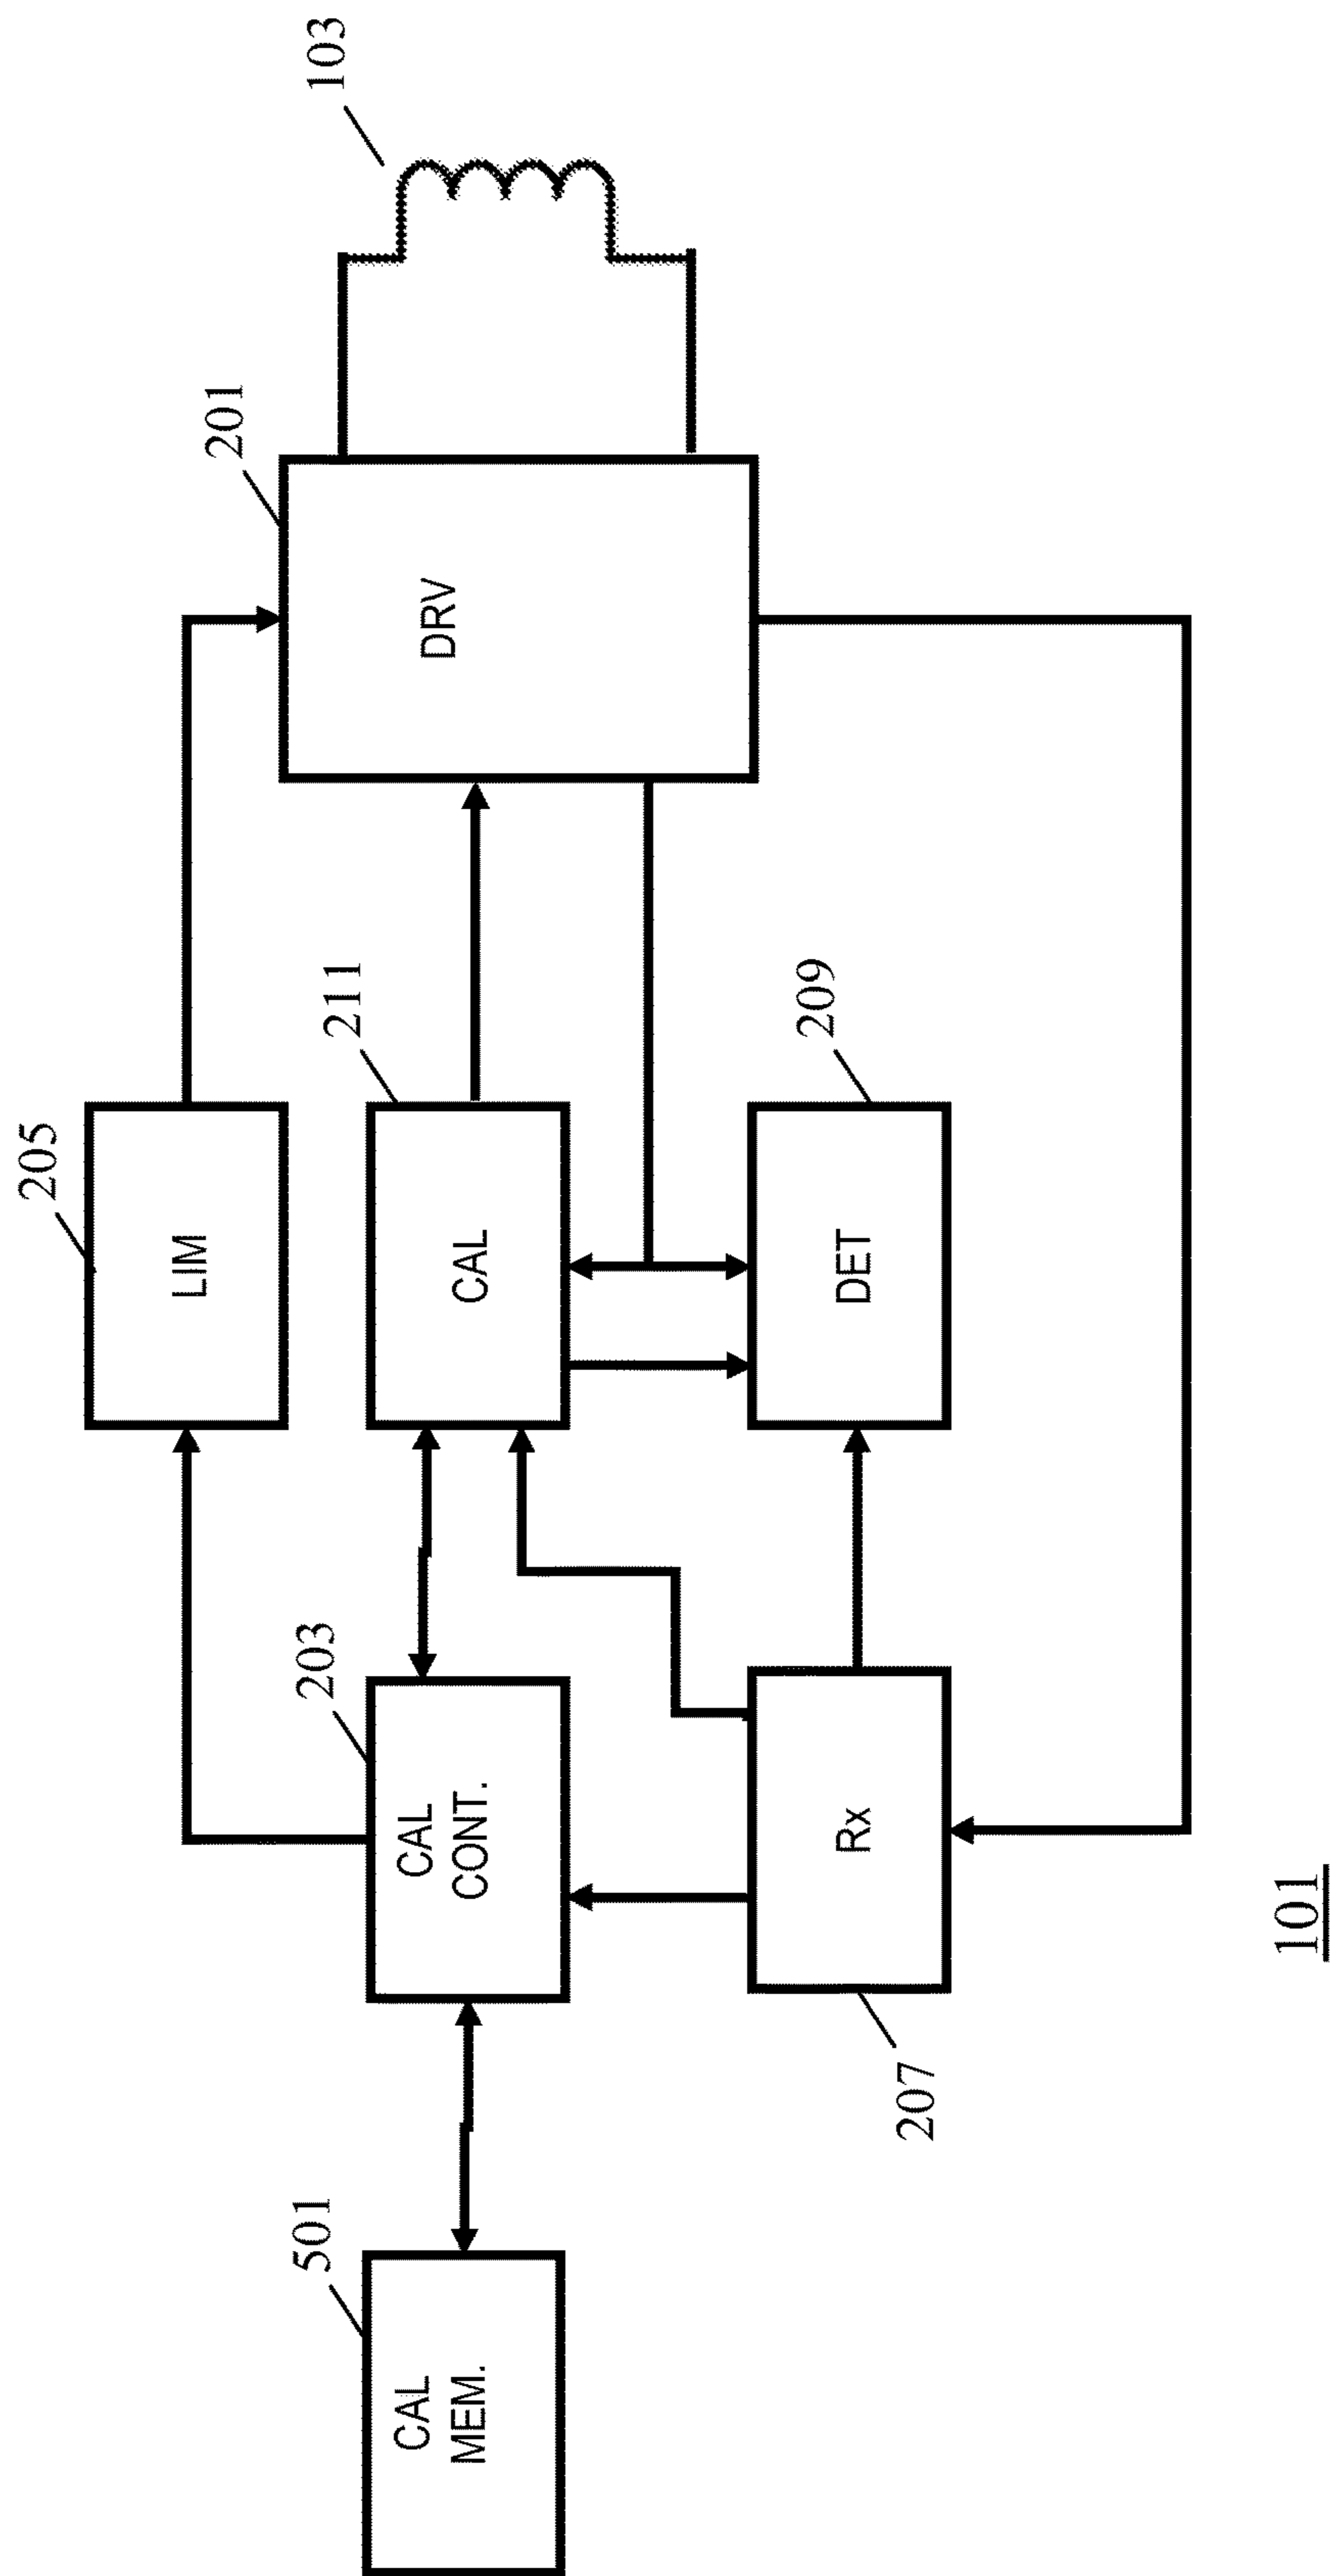 205
LIM
201
103
501
203
211
CAL
MEM.
CAL
CONT.
CAL
DRV
209
Rx
DET
207
101